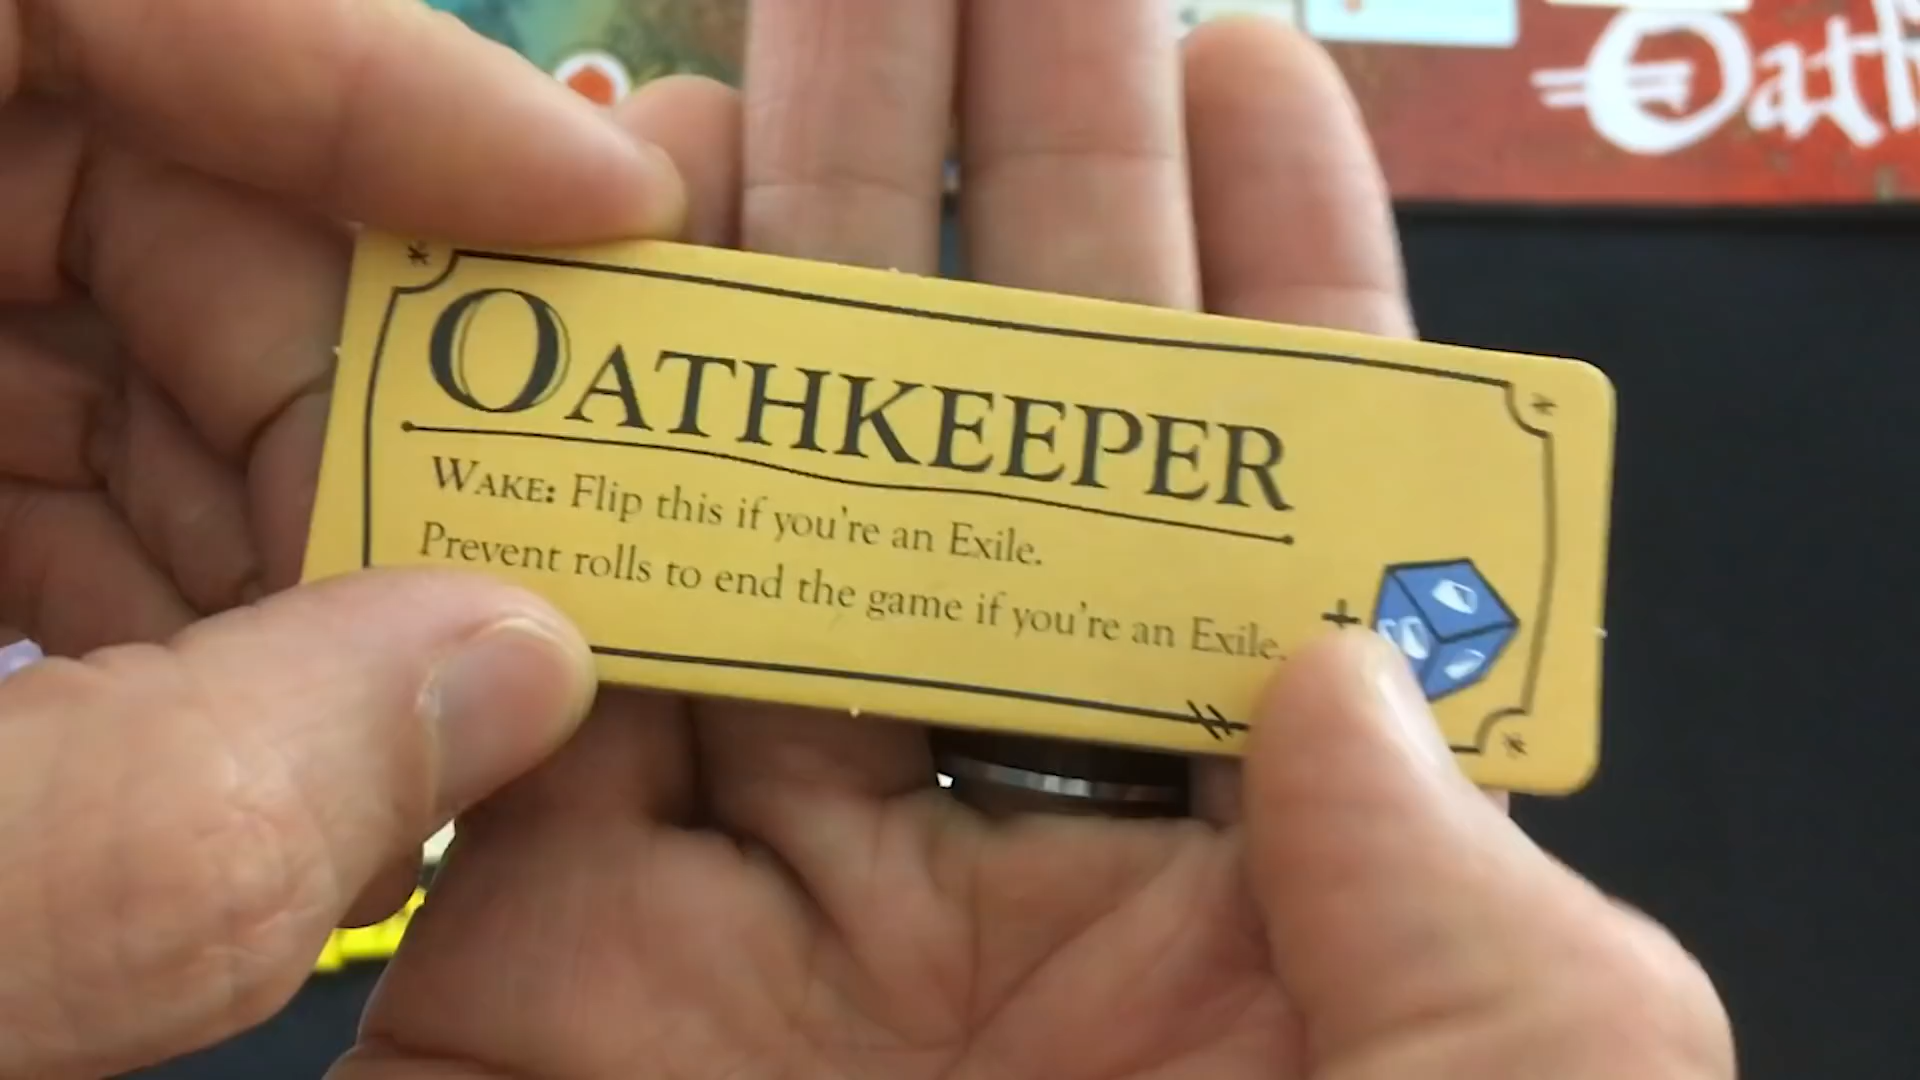 Oath
OATHKEEPER
WAKE: Flip this if you're an Exile.
Prevent rolls to end the game if you're an Exile.
+